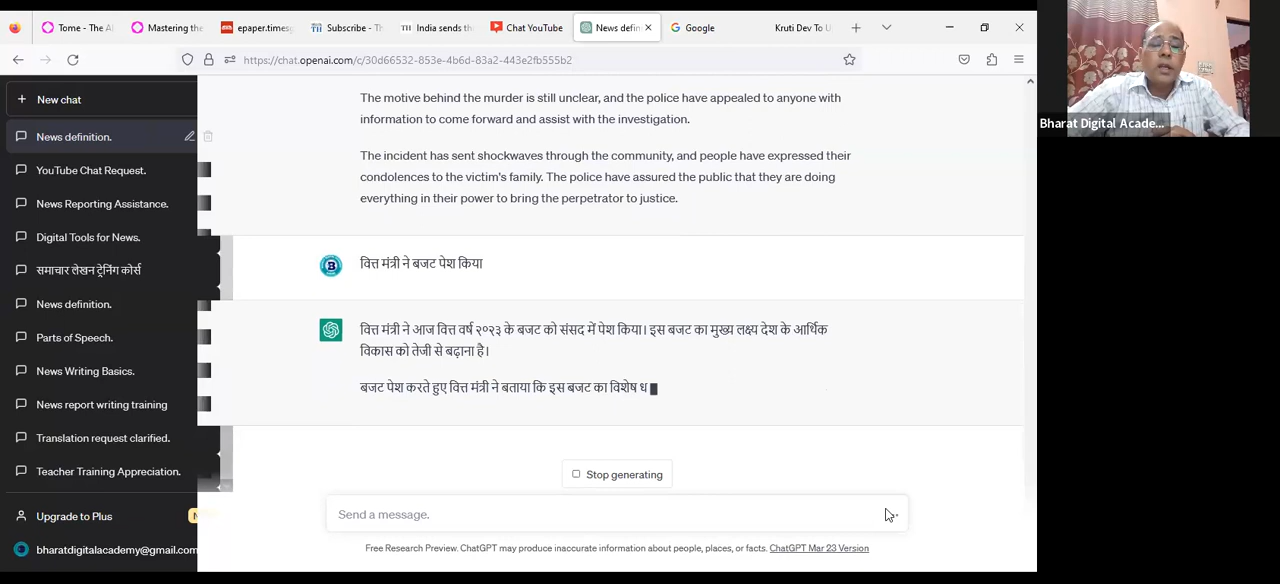 Tome - The AI
Mastering the
epaper.times
Subscribe - Th
India sends th
Chat YouTube
News defin
Google
Kruti Dev To U
https://chat.openai.com/c/30d66532-853e-4b6d-83a2-443e2fb555b2
New chat
News definition.
YouTube Chat Request.
News Reporting Assistance.
Digital Tools for News.
समाचार लेखन ट्रेनिंग कोर्स
News definition.
Parts of Speech.
News Writing Basics.
News report writing training
Translation request clarified.
Teacher Training Appreciation.
Upgrade to Plus
N
bharatdigitalacademy@gmail.com
The motive behind the murder is still unclear, and the police have appealed to anyone with
information to come forward and assist with the investigation.
The incident has sent shockwaves through the community, and people have expressed their
condolences to the victim's family. The police have assured the public that they are doing
everything in their power to bring the perpetrator to justice.
वित्त मंत्री ने बजट पेश किया
वित्त मंत्री ने आज वित्त वर्ष २०२३ के बजट को संसद में पेश किया। इस बजट का मुख्य लक्ष्य देश के आर्थिक
विकास को तेजी से बढ़ाना है।
बजट पेश करते हुए वित्त मंत्री ने बताया कि इस बजट का विशेष ध
Stop generating
Send a message.
Free Research Preview. ChatGPT may produce inaccurate information about people, places, or facts. ChatGPT Mar 23 Version
Bharat Digital Acade...